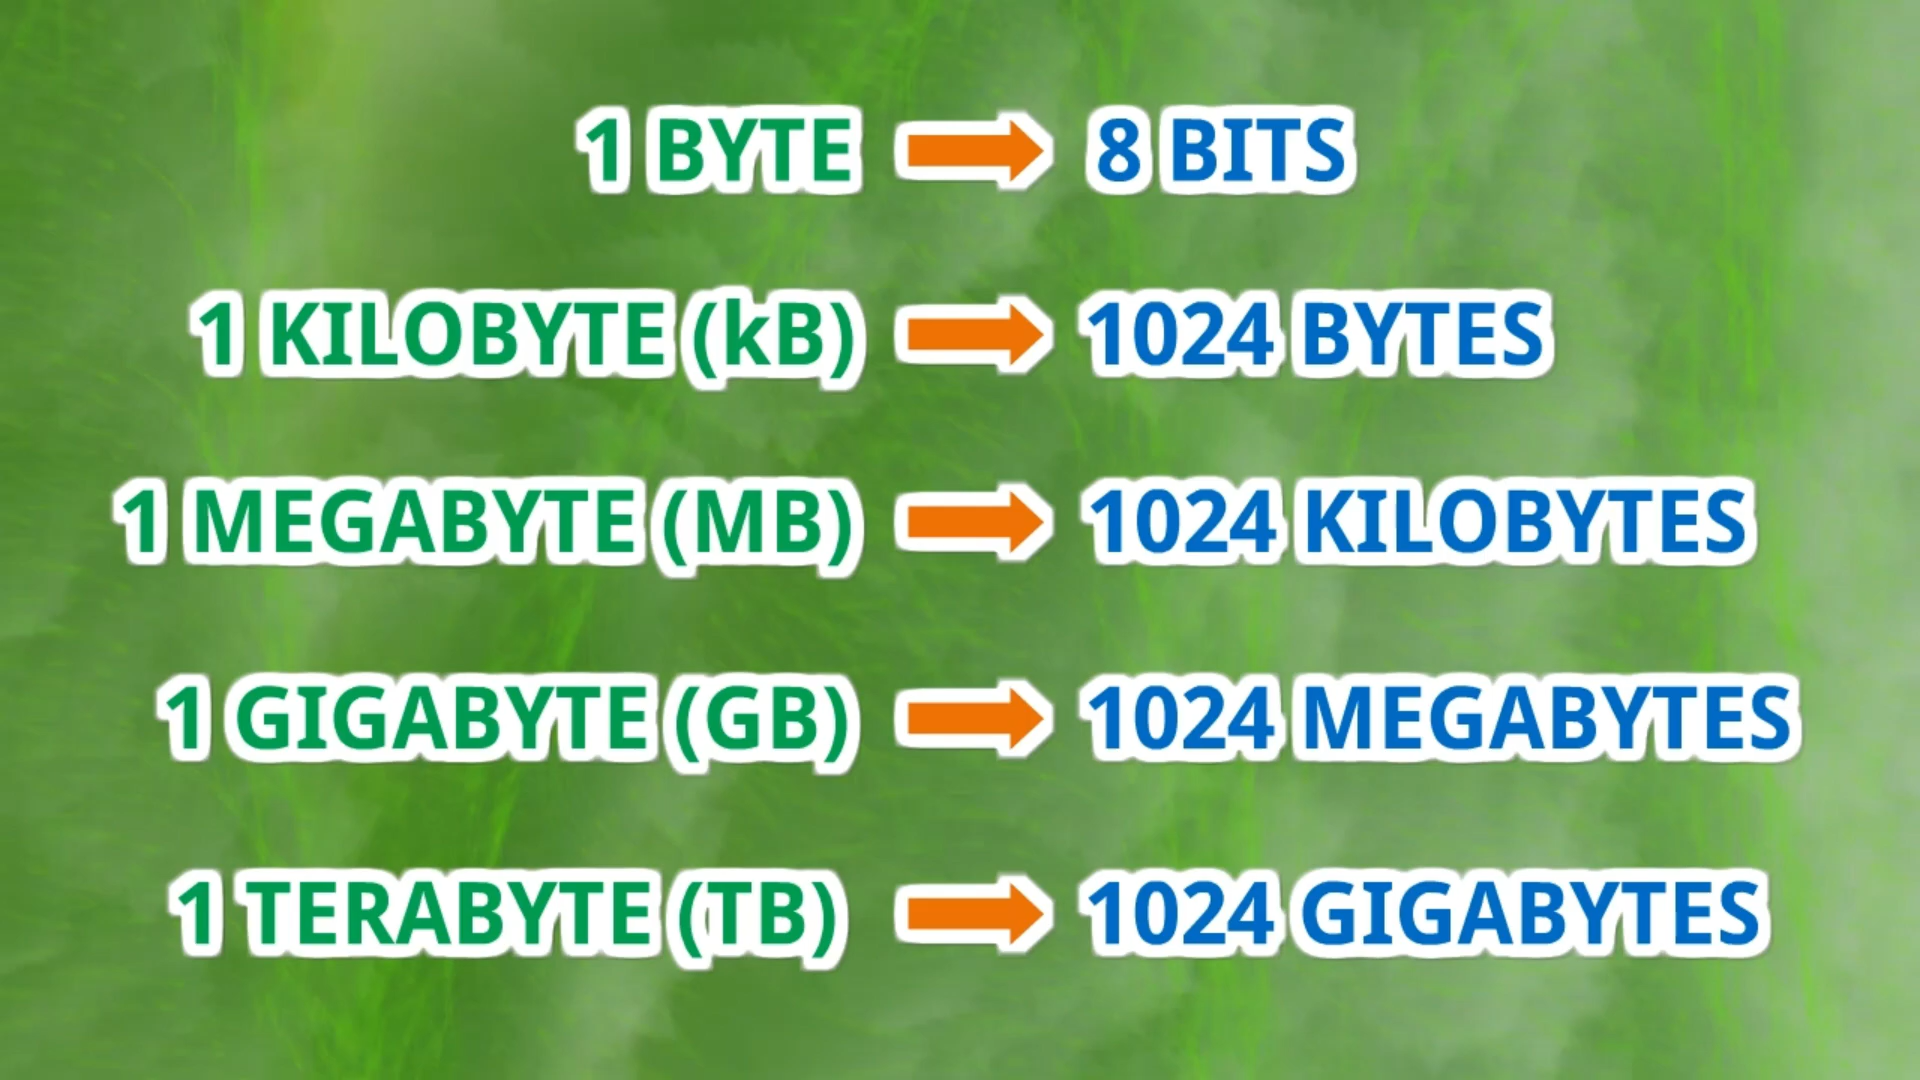 1 BYTE 8 BITS
1 KILOBYTE (kB) 1024 BYTES
1 MEGABYTE (MB) 1024 KILOBYTES
1 GIGABYTE (GB) 1024 MEGABYTES
1 TERABYTE (TB) 1024 GIGABYTES